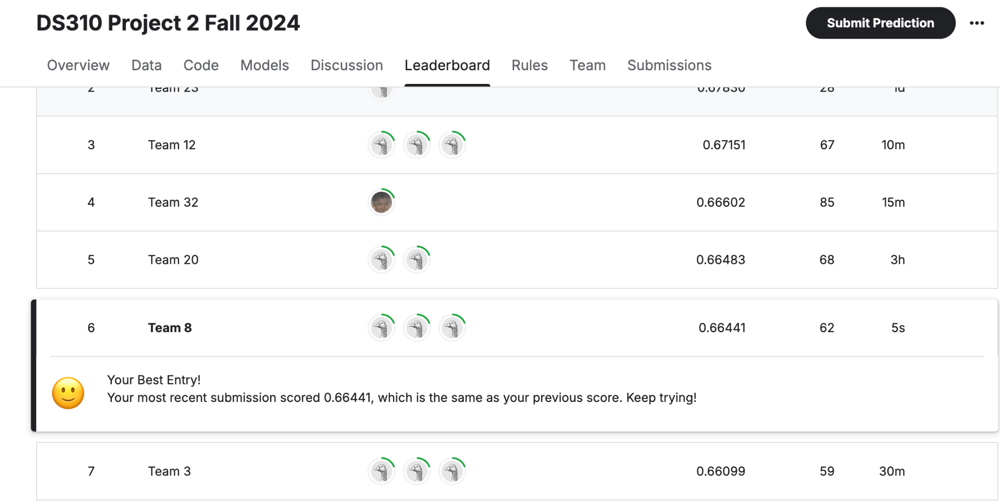 DS310 Project 2 Fall 2024
Submit Prediction
Overview Data Code Models Discussion Leaderboard Rules Team Submissions
2 Team 23 0.67830 28 1d
3 Team 12 0.67151 67 10m
4 Team 32 0.66602 85 15m
5 Team 20 0.66483 68 3h
6 Team 8 0.66441 62 5s
Your Best Entry!
Your most recent submission scored 0.66441, which is the same as your previous score. Keep trying!
7 Team 3 0.66099 59 30m